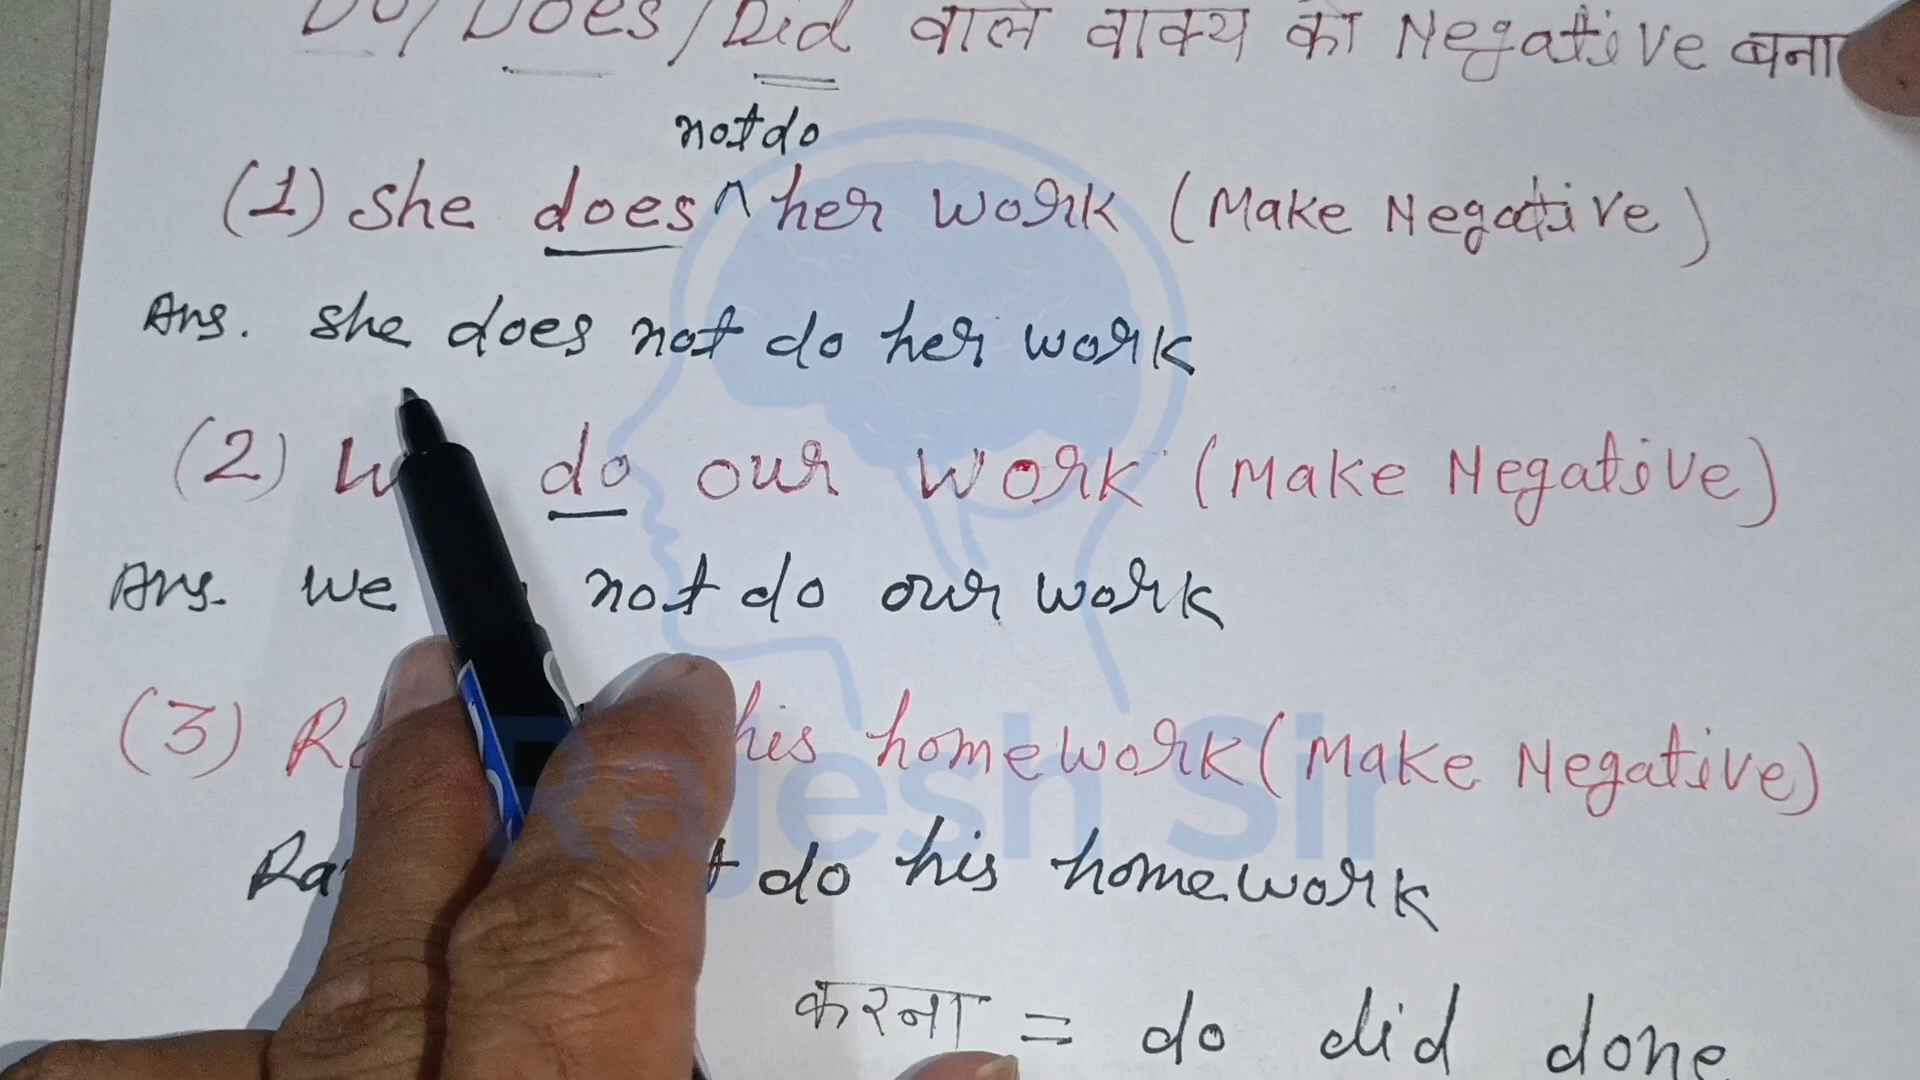 Do/Does/Did वाले वाक्य को Negative बना
not do
(1) She does ^ her work (Make Negative)
Ans. She does not do her work
(2) do our work (Make Negative)
Ans. we not do our work
(3) his homework (Make Negative)
do his homework
करना = do did done
Rajesh Sir